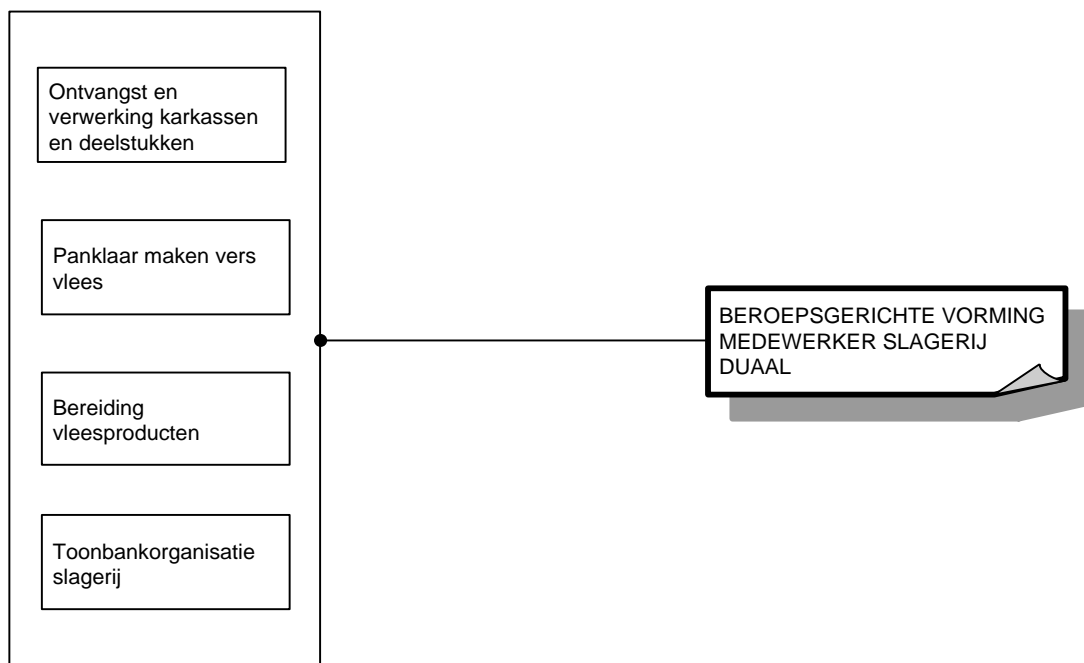 Ontvangst en
verwerking karkassen
en deelstukken
Panklaar maken vers
vlees
Bereiding
vleesproducten
Toonbankorganisatie
slagerij
BEROEPSGERICHTE VORMING
MEDEWERKER SLAGERIJ
DUAAL